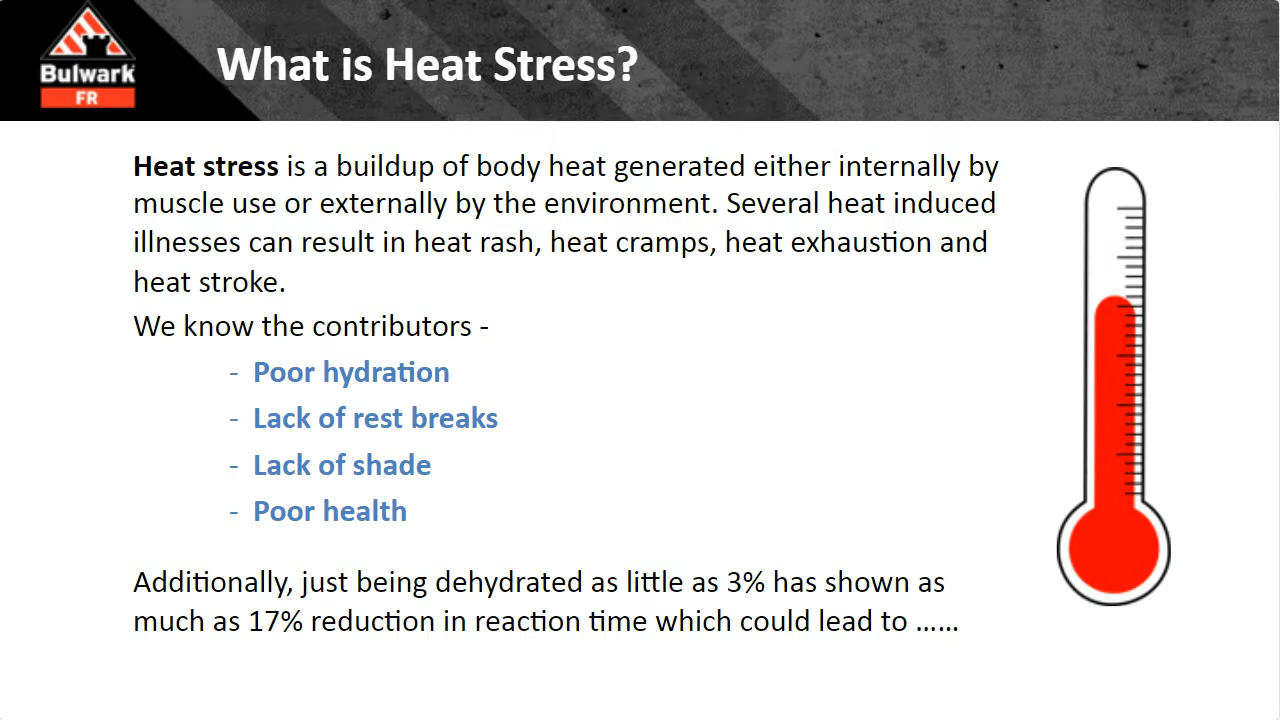 Bulwark
FR
What is Heat Stress?
Heat stress is a buildup of body heat generated either internally by
muscle use or externally by the environment. Several heat induced
illnesses can result in heat rash, heat cramps, heat exhaustion and
heat stroke.
We know the contributors -
- Poor hydration
- Lack of rest breaks
- Lack of shade
- Poor health
Additionally, just being dehydrated as little as 3% has shown as
much as 17% reduction in reaction time which could lead to ……